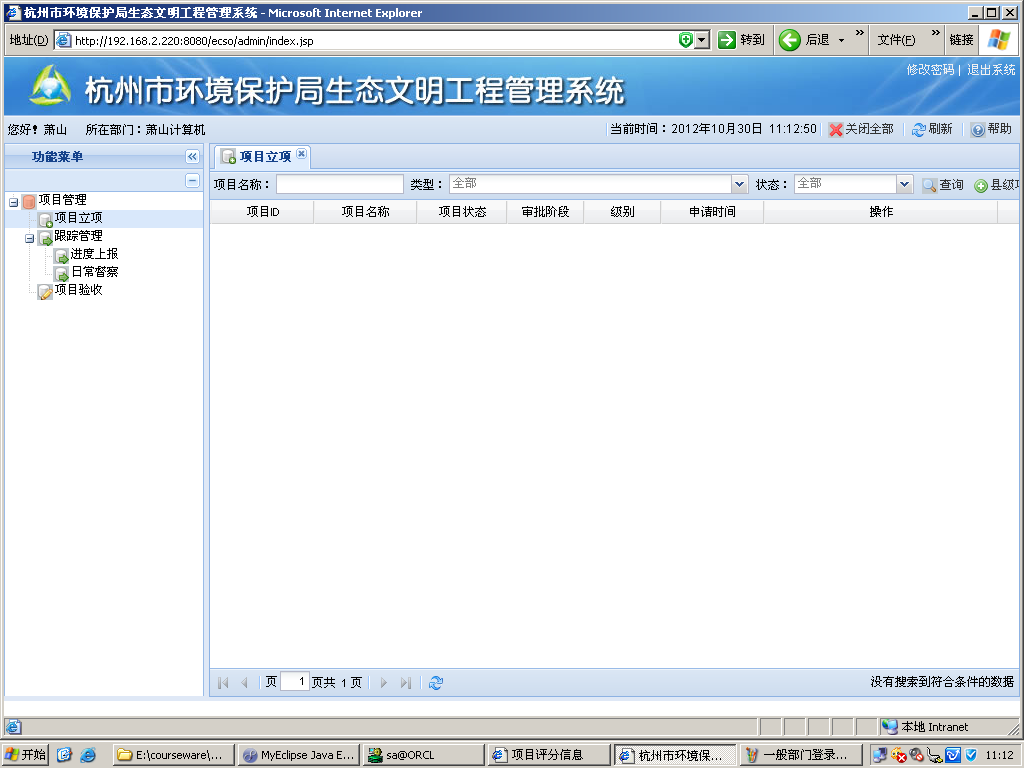 杭州市环境保护局生态文明工程管理系统 - Microsoft Internet Explorer
地址(D) http://192.168.2.220:8080/ecso/admin/index.jsp 转到 后退 » 文件(F) » 链接
修改密码 | 退出系统
杭州市环境保护局生态文明工程管理系统
您好! 萧山 所在部门：萧山计算机 当前时间：2012年10月30日 11:12:50 关闭全部 刷新 帮助
功能菜单
项目立项
项目名称： 类型： 全部 状态： 全部 查询 县级
项目ID 项目名称 项目状态 审批阶段 级别 申请时间 操作
项目管理
项目立项
跟踪管理
进度上报
日常督察
项目验收
页 1 页共 1 页 没有搜索到符合条件的数据
本地 Intranet
开始 E:\courseware\... MyEclipse Java E... sa@ORCL 项目评分信息 杭州市环境保... 一般部门登录... 11:12